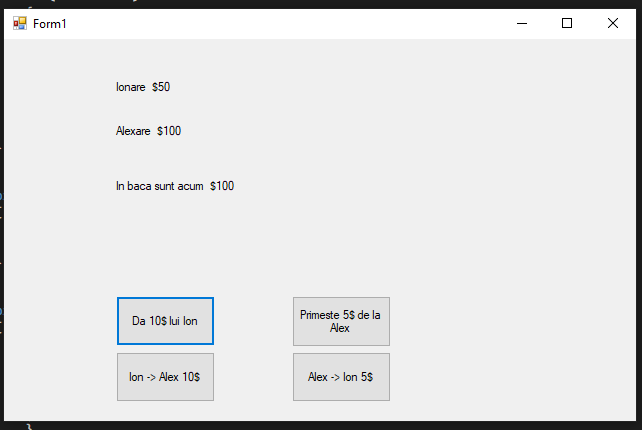 Form1
Ionare $50
Alexare $100
In baca sunt acum $100
Da 10$ lui Ion
Primeste 5$ de la
Alex
Ion -> Alex 10$
Alex -> Ion 5$